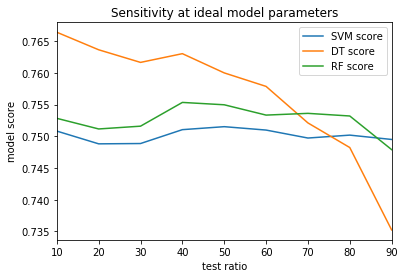 Sensitivity at ideal model parameters
SVM score
DT score
RF score
model score
0.765
0.760
0.755
0.750
0.745
0.740
0.735
10 20 30 40 50 60 70 80 90
test ratio